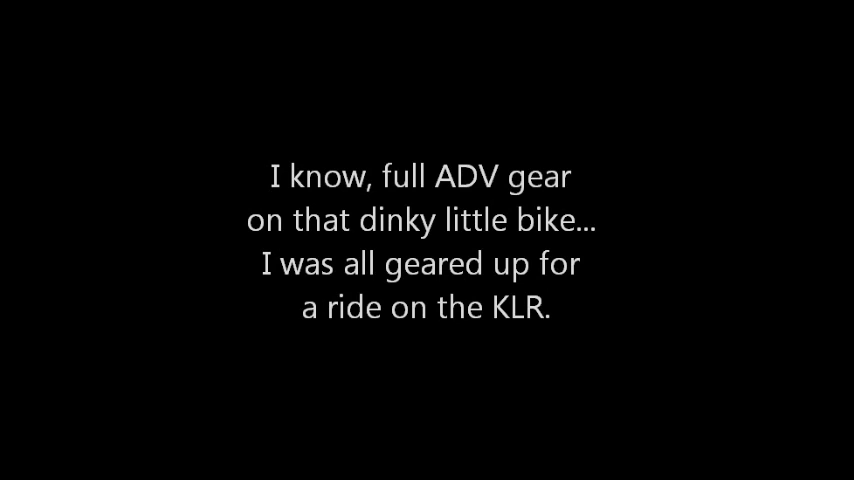 I know, full ADV gear
on that dinky little bike...
I was all geared up for
a ride on the KLR.